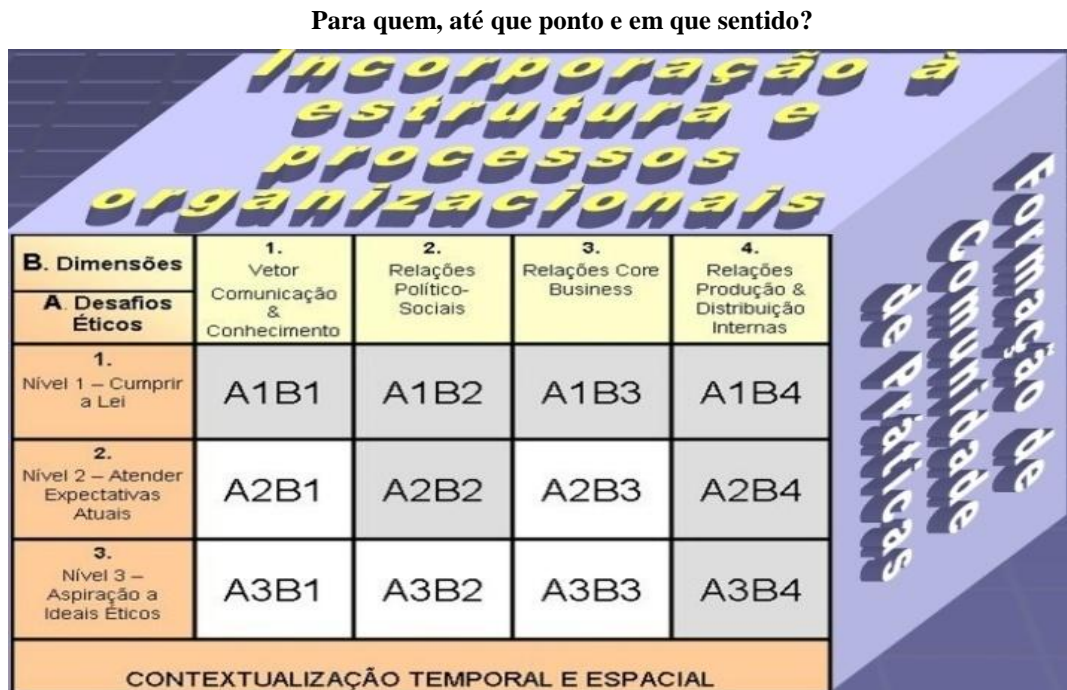 Para quem, até que ponto e em que sentido?
Incorporação à
estrutura e
processos
organizacionais
B. Dimensões
A. Desafios
Éticos
1.
Vetor
Comunicação
&
Conhecimento
2.
Relações
Político-
Sociais
3.
Relações Core
Business
4.
Relações
Produção &
Distribuição
Internas
1.
Nível 1 – Cumprir
a Lei
A1B1
A1B2
A1B3
A1B4
2.
Nível 2 – Atender
Expectativas
Atuais
A2B1
A2B2
A2B3
A2B4
3.
Nível 3 –
Aspiração a
Ideais Éticos
A3B1
A3B2
A3B3
A3B4
CONTEXTUALIZAÇÃO TEMPORAL E ESPACIAL
Formação de
Comunidade
de Práticas